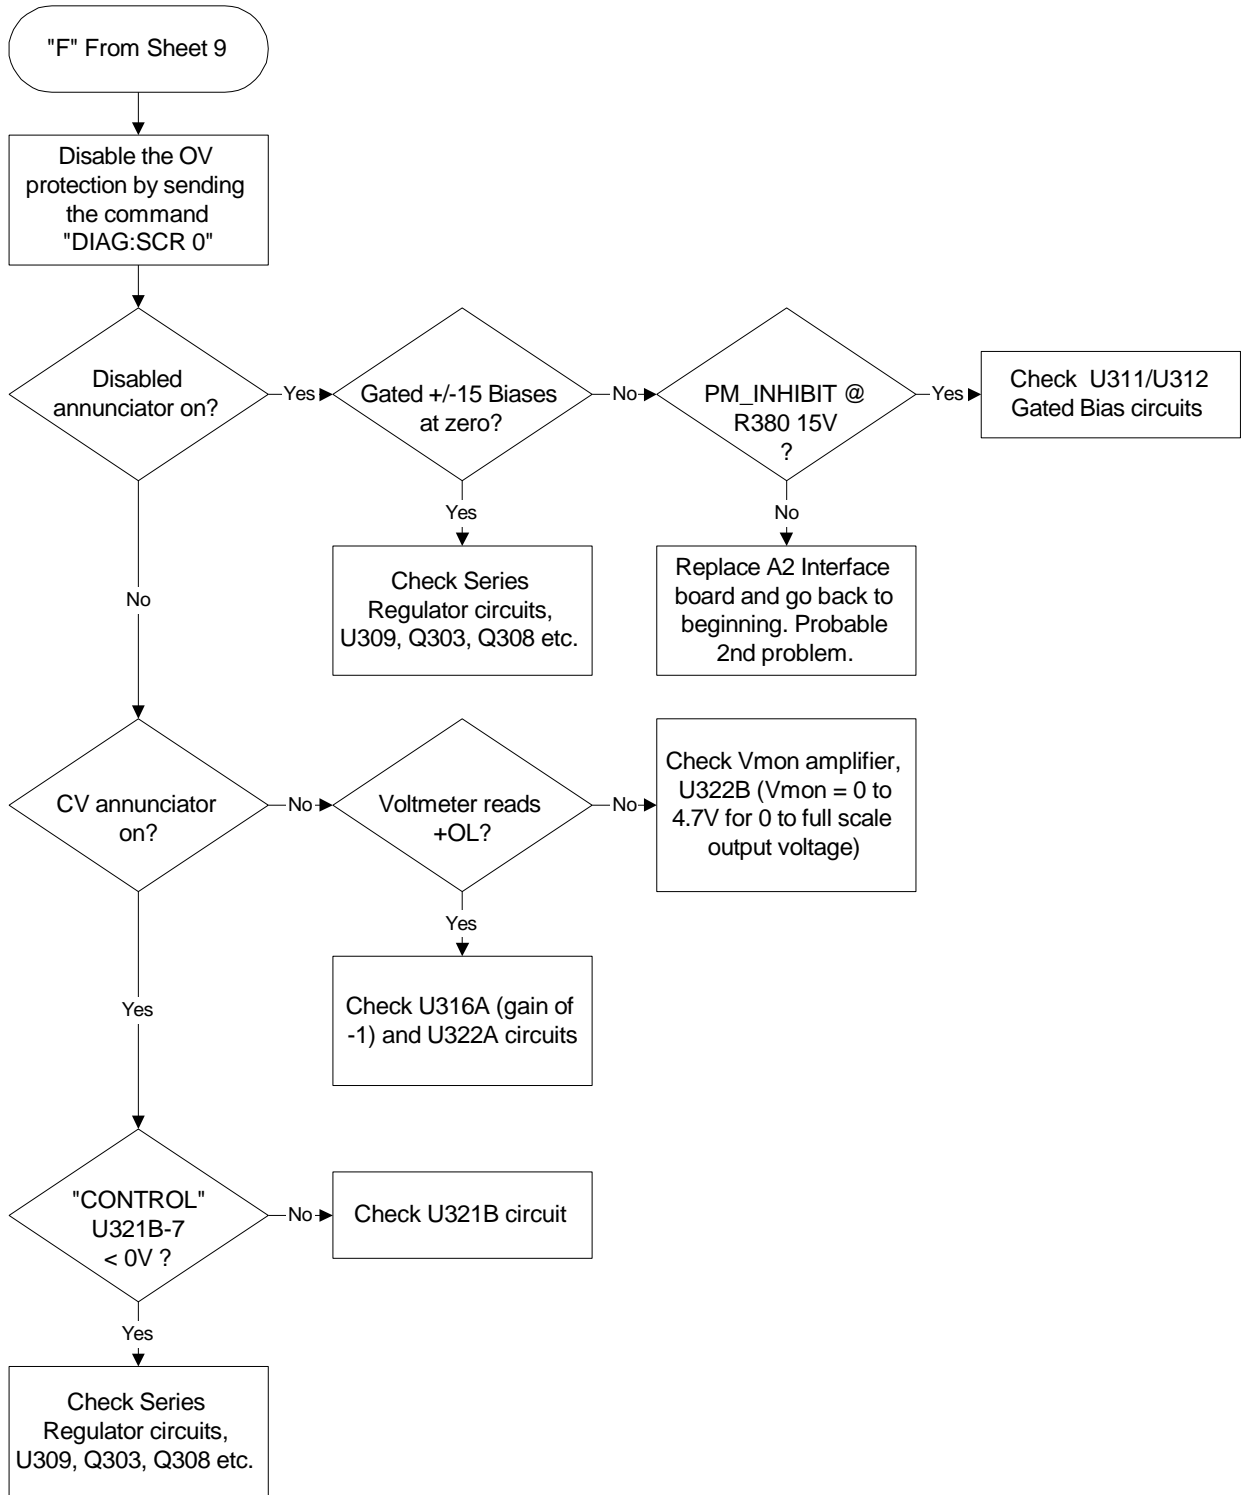 "F" From Sheet 9
Disable the OV
protection by sending
the command
"DIAG:SCR 0"
Disabled
annunciator on?
Yes
Gated +/-15 Biases
at zero?
No
PM_INHIBIT @
R380 15V
?
Yes
Check U311/U312
Gated Bias circuits
Yes
No
Check Series
Regulator circuits,
U309, Q303, Q308 etc.
Replace A2 Interface
board and go back to
beginning. Probable
2nd problem.
No
CV annunciator
on?
No
Voltmeter reads
+OL?
No
Check Vmon amplifier,
U322B (Vmon = 0 to
4.7V for 0 to full scale
output voltage)
Yes
Check U316A (gain of
-1) and U322A circuits
Yes
"CONTROL"
U321B-7
< 0V ?
No
Check U321B circuit
Yes
Check Series
Regulator circuits,
U309, Q303, Q308 etc.